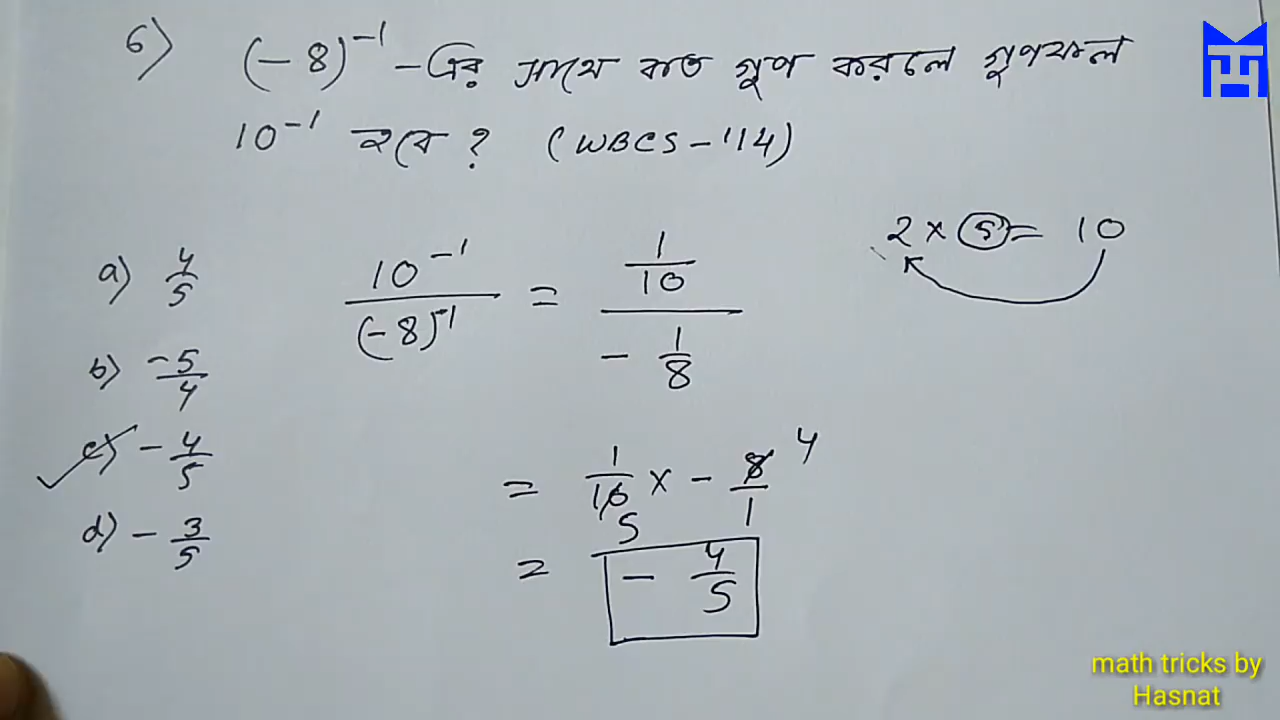 6) (-8)⁻¹ -এর সাথে কত গুণ করলে গুণফল
10⁻¹ হবে? (WBCS-'14)
2 × 5 = 10
a) 4/5
b) -5/4
c) - 4/5
d) - 3/5
10⁻¹/(-8)⁻¹ = (1/10)/(- 1/8)
= 1/10 × - 8/1
5 4
= - 4/5
math tricks by
Hasnat